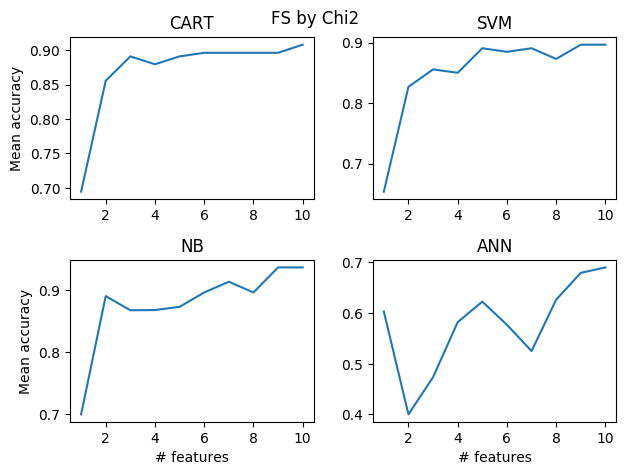 FS by Chi2
CART
SVM
Mean accuracy
0.90
0.85
0.80
0.75
0.70
2 4 6 8 10
0.9
0.8
0.7
2 4 6 8 10
NB
ANN
Mean accuracy
0.9
0.8
0.7
2 4 6 8 10
# features
0.7
0.6
0.5
0.4
2 4 6 8 10
# features